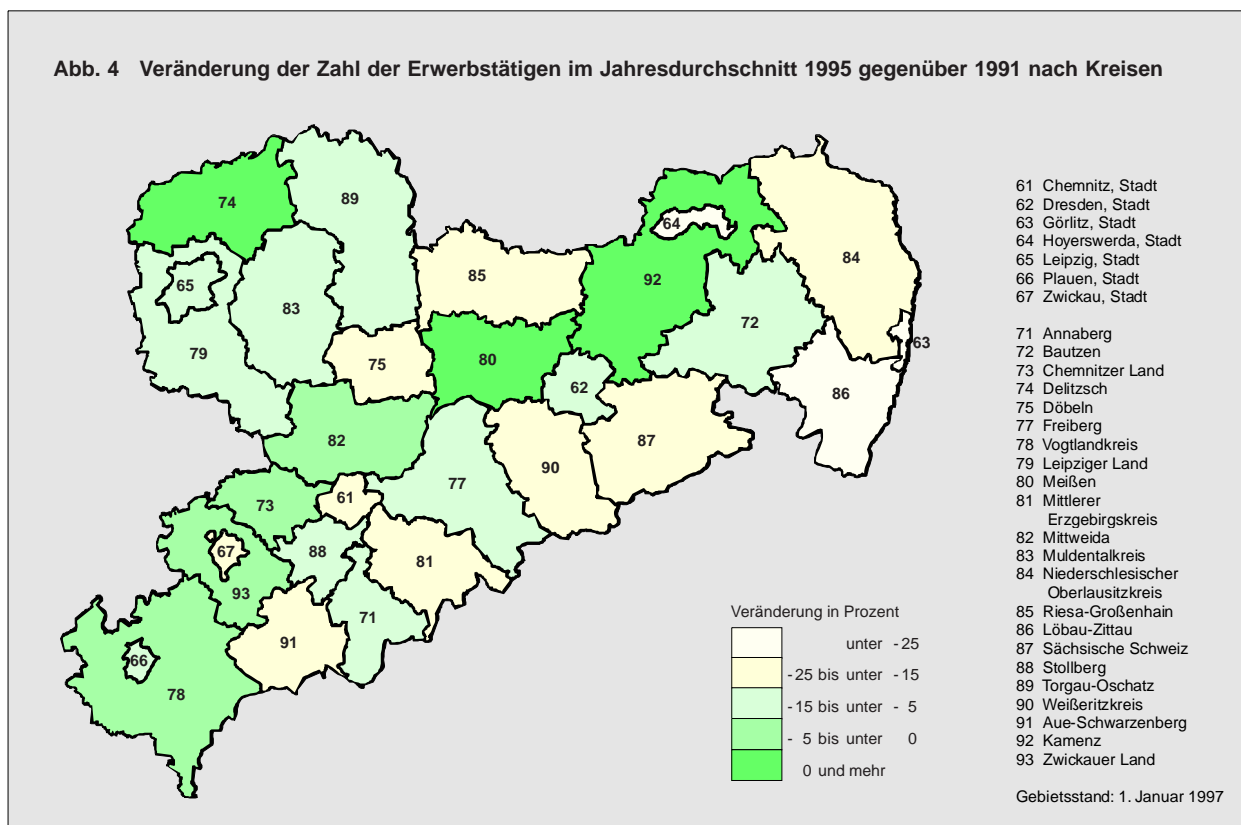 Abb. 4 Veränderung der Zahl der Erwerbstätigen im Jahresdurchschnitt 1995 gegenüber 1991 nach Kreisen
74
89
64
84
65
85
92
83
72
63
79
75
80
62
86
82
87
90
73
61
77
67
88
81
93
71
91
66
78
61 Chemnitz, Stadt
62 Dresden, Stadt
63 Görlitz, Stadt
64 Hoyerswerda, Stadt
65 Leipzig, Stadt
66 Plauen, Stadt
67 Zwickau, Stadt
71 Annaberg
72 Bautzen
73 Chemnitzer Land
74 Delitzsch
75 Döbeln
77 Freiberg
78 Vogtlandkreis
79 Leipziger Land
80 Meißen
81 Mittlerer
Erzgebirgskreis
82 Mittweida
83 Muldentalkreis
84 Niederschlesischer
Oberlausitzkreis
85 Riesa-Großenhain
86 Löbau-Zittau
87 Sächsische Schweiz
88 Stollberg
89 Torgau-Oschatz
90 Weißeritzkreis
91 Aue-Schwarzenberg
92 Kamenz
93 Zwickauer Land
Veränderung in Prozent
unter - 25
- 25 bis unter - 15
- 15 bis unter - 5
- 5 bis unter 0
0 und mehr
Gebietsstand: 1. Januar 1997